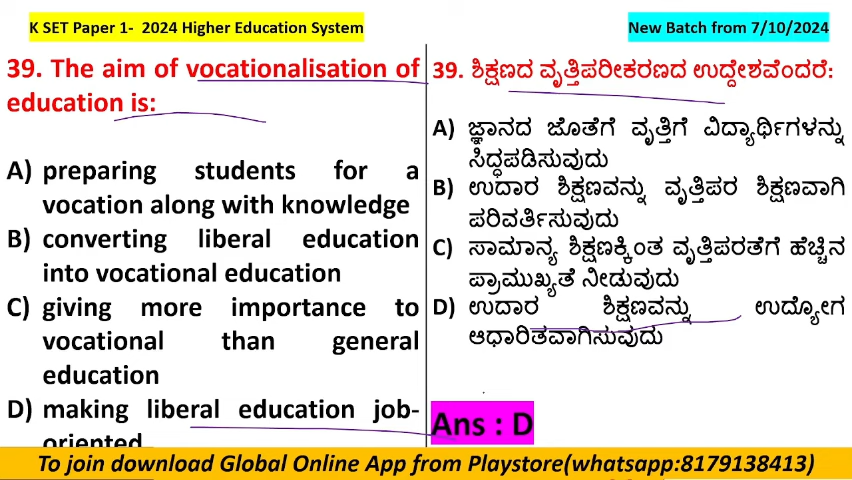 K SET Paper 1- 2024 Higher Education System
New Batch from 7/10/2024
39. The aim of vocationalisation of
education is:
A) preparing students for a
vocation along with knowledge
B) converting liberal education
into vocational education
C) giving more importance to
vocational than general
education
D) making liberal education job-
oriented
39. ಶಿಕ್ಷಣದ ವೃತ್ತಿಪರೀಕರಣದ ಉದ್ದೇಶವೆಂದರೆ:
A) ಜ್ಞಾನದ ಜೊತೆಗೆ ವೃತ್ತಿಗೆ ವಿದ್ಯಾರ್ಥಿಗಳನ್ನು
ಸಿದ್ಧಪಡಿಸುವುದು
B) ಉದಾರ ಶಿಕ್ಷಣವನ್ನು ವೃತ್ತಿಪರ ಶಿಕ್ಷಣವಾಗಿ
ಪರಿವರ್ತಿಸುವುದು
C) ಸಾಮಾನ್ಯ ಶಿಕ್ಷಣಕ್ಕಿಂತ ವೃತ್ತಿಪರತೆಗೆ ಹೆಚ್ಚಿನ
ಪ್ರಾಮುಖ್ಯತೆ ನೀಡುವುದು
D) ಉದಾರ ಶಿಕ್ಷಣವನ್ನು ಉದ್ಯೋಗ
ಆಧಾರಿತವಾಗಿಸುವುದು
Ans : D
To join download Global Online App from Playstore(whatsapp:8179138413)